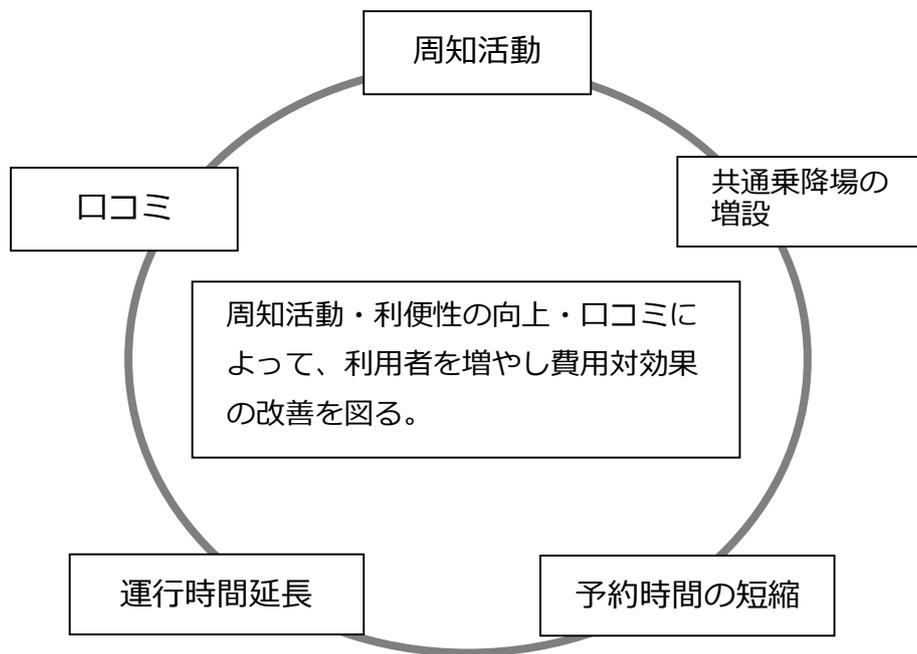 周知活動
共通乗降場の
増設
口コミ
周知活動・利便性の向上・口コミに
よって、利用者を増やし費用対効果
の改善を図る。
運行時間延長
予約時間の短縮